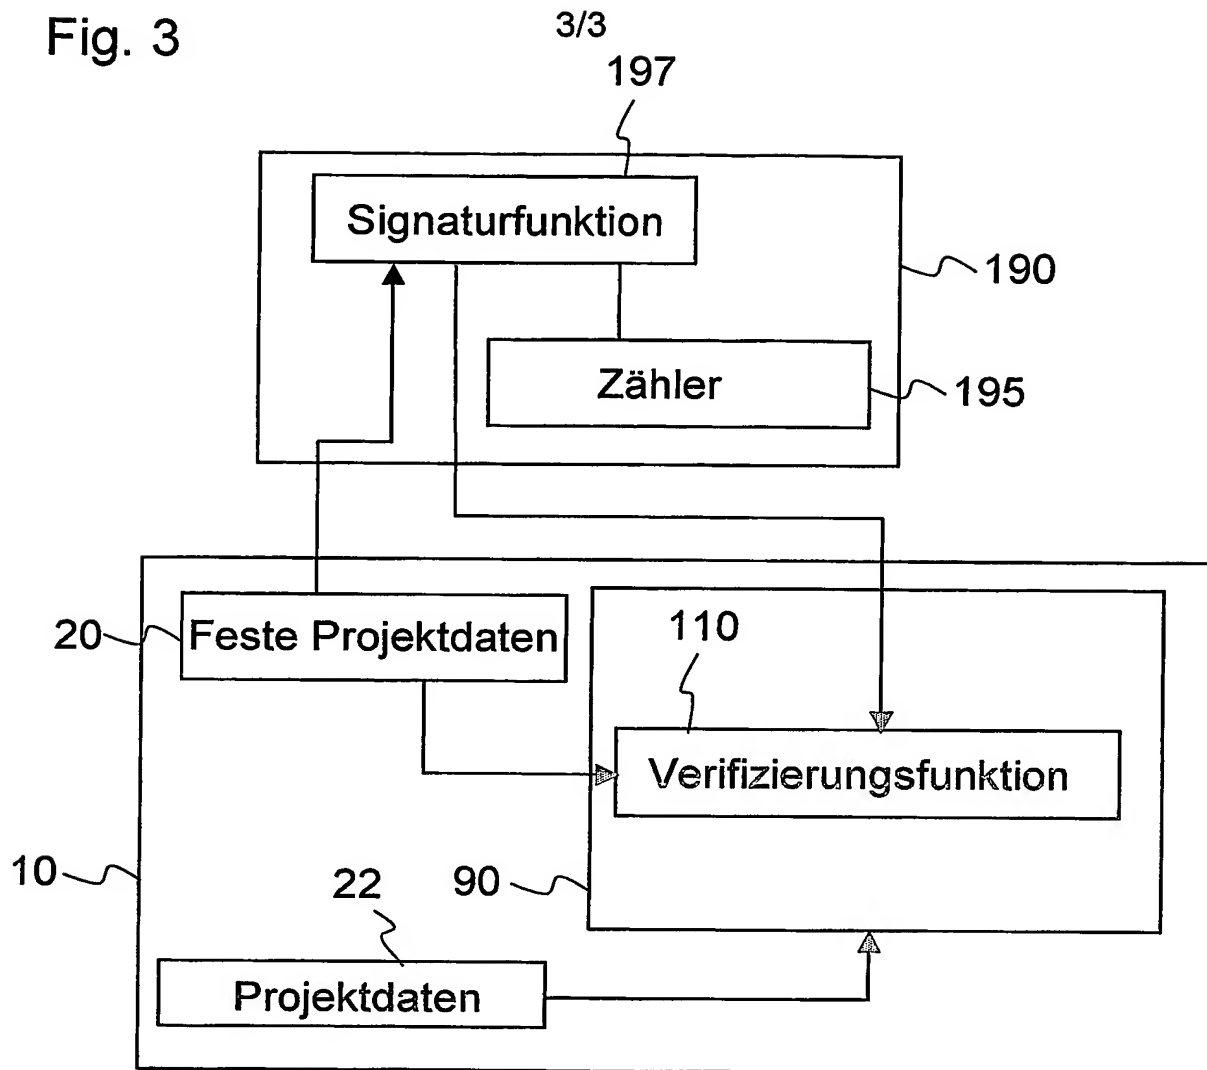 Fig. 3
3/3
197
Signaturfunktion
190
Zähler
195
20
Feste Projektdaten
110
Verifizierungsfunktion
10
22
90
Projektdaten